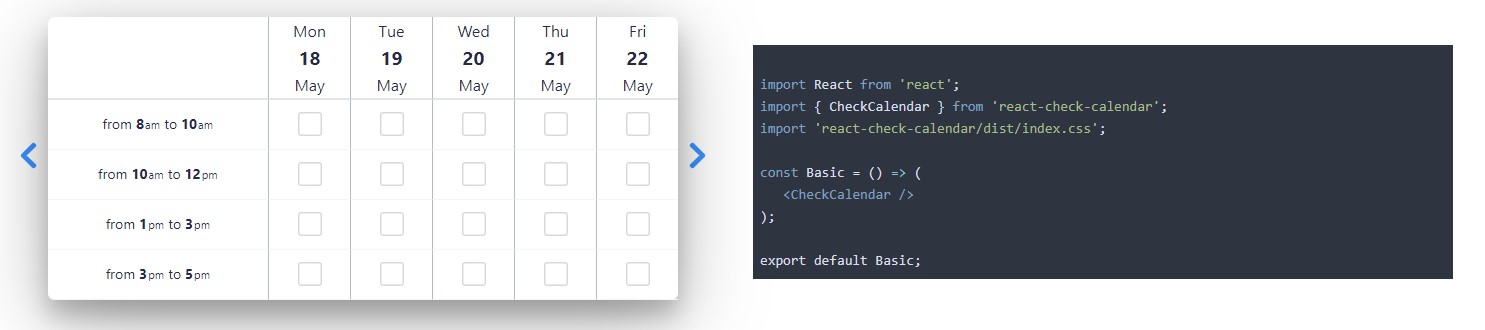 Mon Tue Wed Thu Fri
18 19 20 21 22
May May May May May
from 8am to 10am
from 10am to 12pm
from 1pm to 3pm
from 3pm to 5pm
import React from 'react';
import { CheckCalendar } from 'react-check-calendar';
import 'react-check-calendar/dist/index.css';
const Basic = () => (
<CheckCalendar />
);
export default Basic;